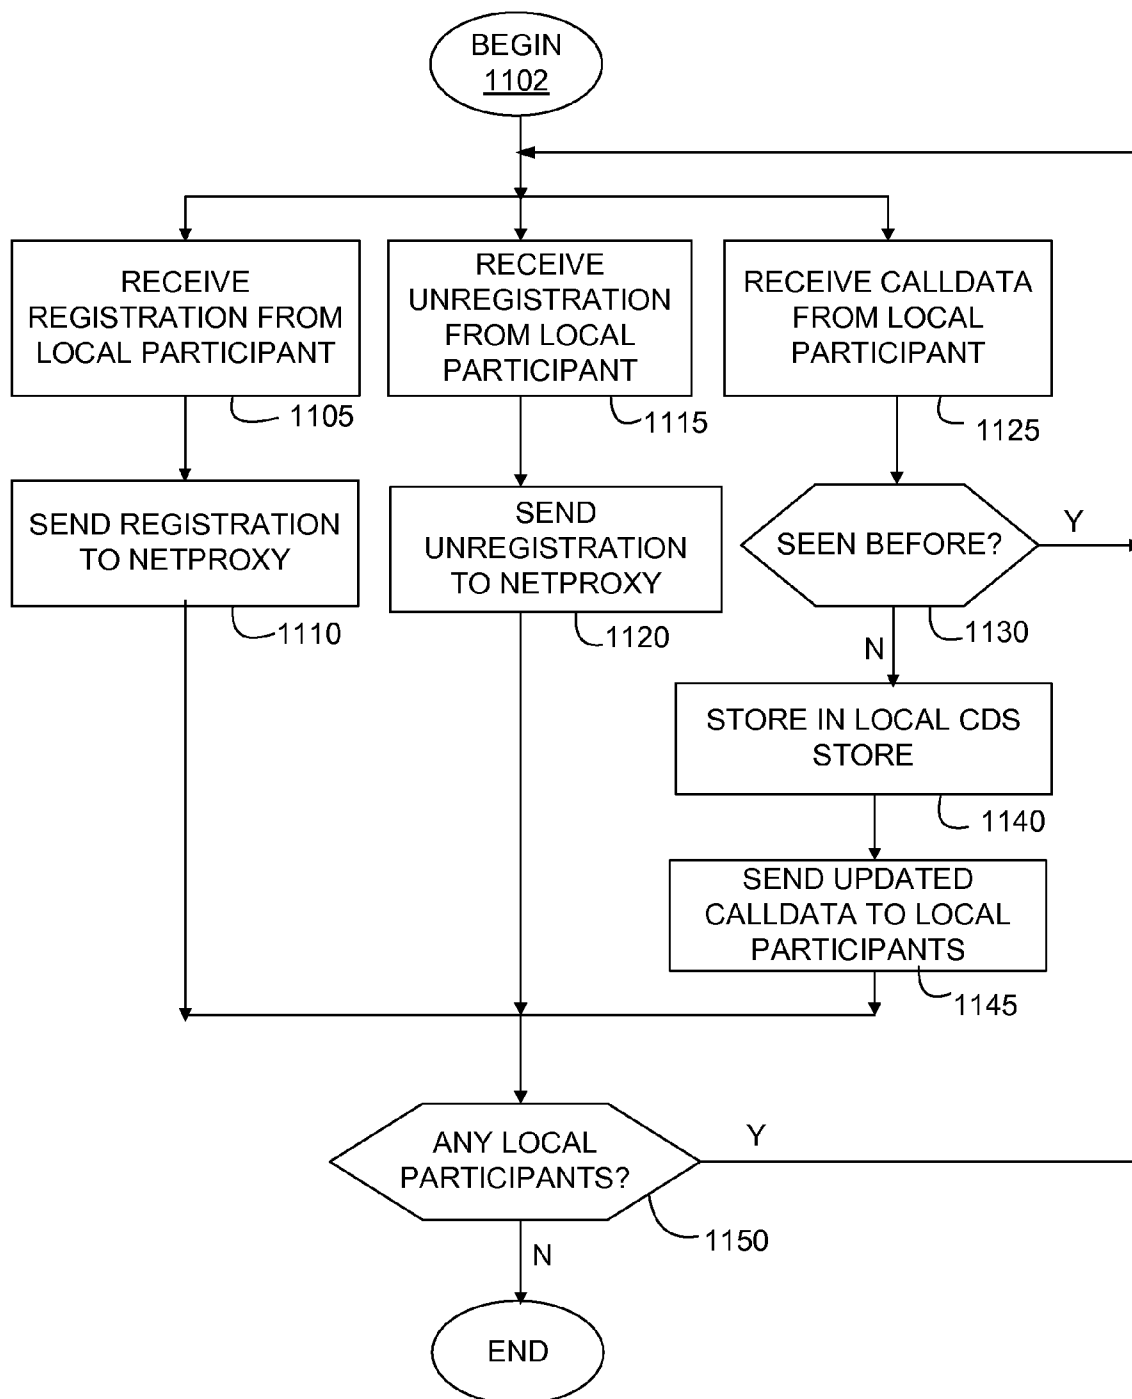 BEGIN
1102
RECEIVE
REGISTRATION FROM
LOCAL PARTICIPANT
1105
RECEIVE
UNREGISTRATION
FROM LOCAL
PARTICIPANT
1115
RECEIVE CALLDATA
FROM LOCAL
PARTICIPANT
1125
SEND REGISTRATION
TO NETPROXY
1110
SEND
UNREGISTRATION
TO NETPROXY
1120
SEEN BEFORE?
Y
1130
N
STORE IN LOCAL CDS
STORE
1140
SEND UPDATED
CALLDATA TO LOCAL
PARTICIPANTS
1145
ANY LOCAL
PARTICIPANTS?
Y
1150
N
END